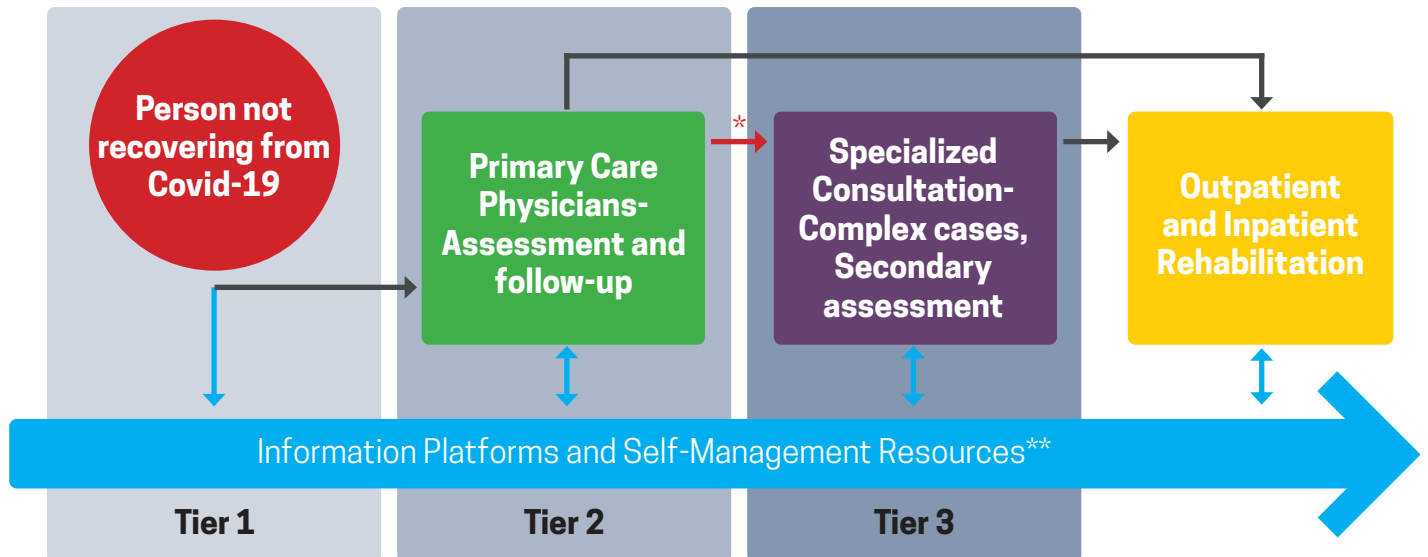 Person not
recovering from
Covid-19
Primary Care
Physicians-
Assessment and
follow-up
*
Specialized
Consultation-
Complex cases,
Secondary
assessment
Outpatient
and Inpatient
Rehabilitation
Information Platforms and Self-Management Resources**
Tier 1
Tier 2
Tier 3